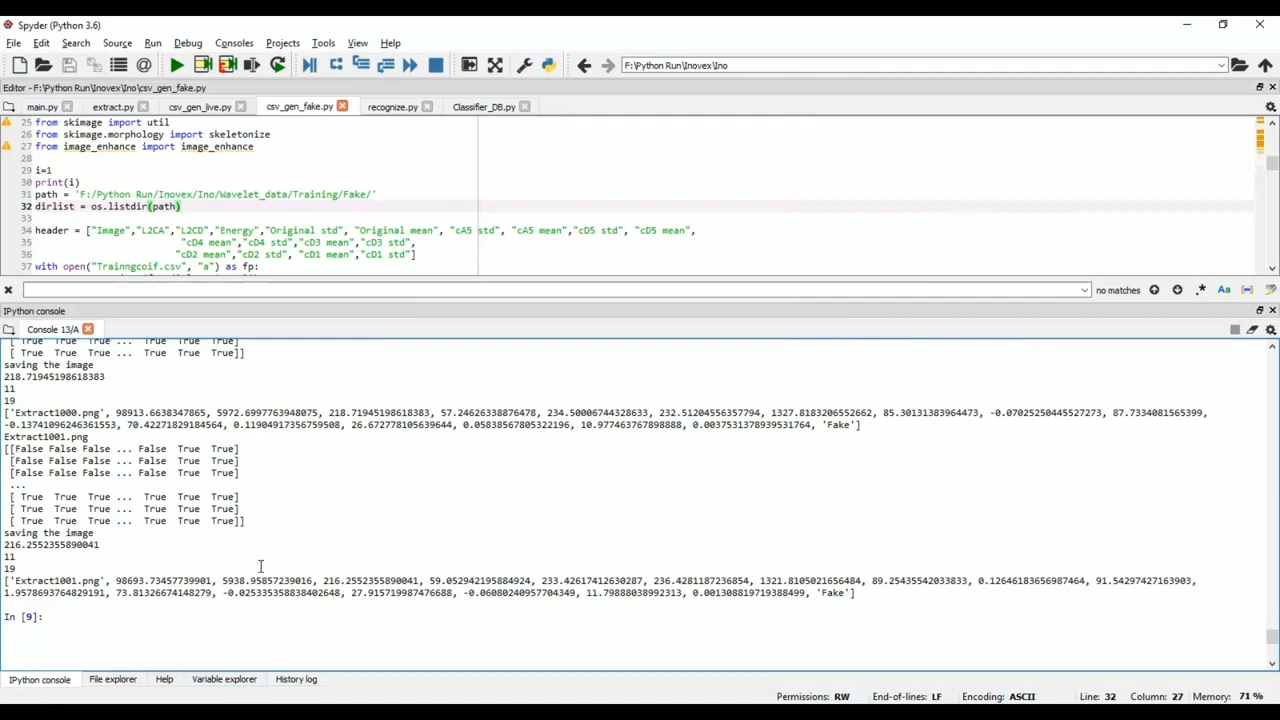 Spyder (Python 3.6)
File Edit Search Source Run Debug Consoles Projects Tools View Help
F:\Python Run\Inovex\Ino
Editor - F:\Python Run\Inovex\Ino\csv_gen_fake.py
main.py extract.py csv_gen_live.py csv_gen_fake.py recognize.py Classifier_DB.py
25 from skimage import util
26 from skimage.morphology import skeletonize
27 from image_enhance import image_enhance
28
29 i=1
30 print(i)
31 path = 'F:/Python Run/Inovex/Ino/Wavelet_data/Training/Fake/'
32 dirlist = os.listdir(path)
33
34 header = ["Image","L2CA","L2CD","Energy","Original std", "Original mean", "cA5 std", "cA5 mean","cD5 std", "cD5 mean",
35 "cD4 mean","cD4 std","cD3 mean","cD3 std",
36 "cD2 mean","cD2 std", "cD1 mean","cD1 std"]
37 with open("Trainngcoif.csv", "a") as fp:
no matches .* Aa
IPython console
Console 13/A
[ True True True ... True True True]
[ True True True ... True True True]]
saving the image
218.71945198618383
11
19
['Extract1000.png', 98913.6638347865, 5972.6997763948075, 218.71945198618383, 57.24626338876478, 234.50006744328633, 232.51204556357794, 1327.8183206552662, 85.30131383964473, -0.07025250445527273, 87.7334081565399,
-0.13741096246361553, 70.42271829184564, 0.11904917356759508, 26.672778105639644, 0.05838567805322196, 10.977463767898888, 0.0037531378939531764, 'Fake']
Extract1001.png
[[False False False ... False True True]
[False False False ... False True True]
[False False False ... False True True]
...
[ True True True ... True True True]
[ True True True ... True True True]
[ True True True ... True True True]]
saving the image
216.2552355890041
11
19
['Extract1001.png', 98693.73457739901, 5938.95857239016, 216.2552355890041, 59.052942195884924, 233.42617412630287, 236.4281187236854, 1321.8105021656484, 89.25435542033833, 0.12646183656987464, 91.54297427163903,
1.9578693764829191, 73.81326674148279, -0.025335358838402648, 27.915719987476688, -0.06080240957704349, 11.79888038992313, 0.001308819719388499, 'Fake']
In [9]:
IPython console File explorer Help Variable explorer History log
Permissions: RW End-of-lines: LF Encoding: ASCII Line: 32 Column: 27 Memory: 71 %